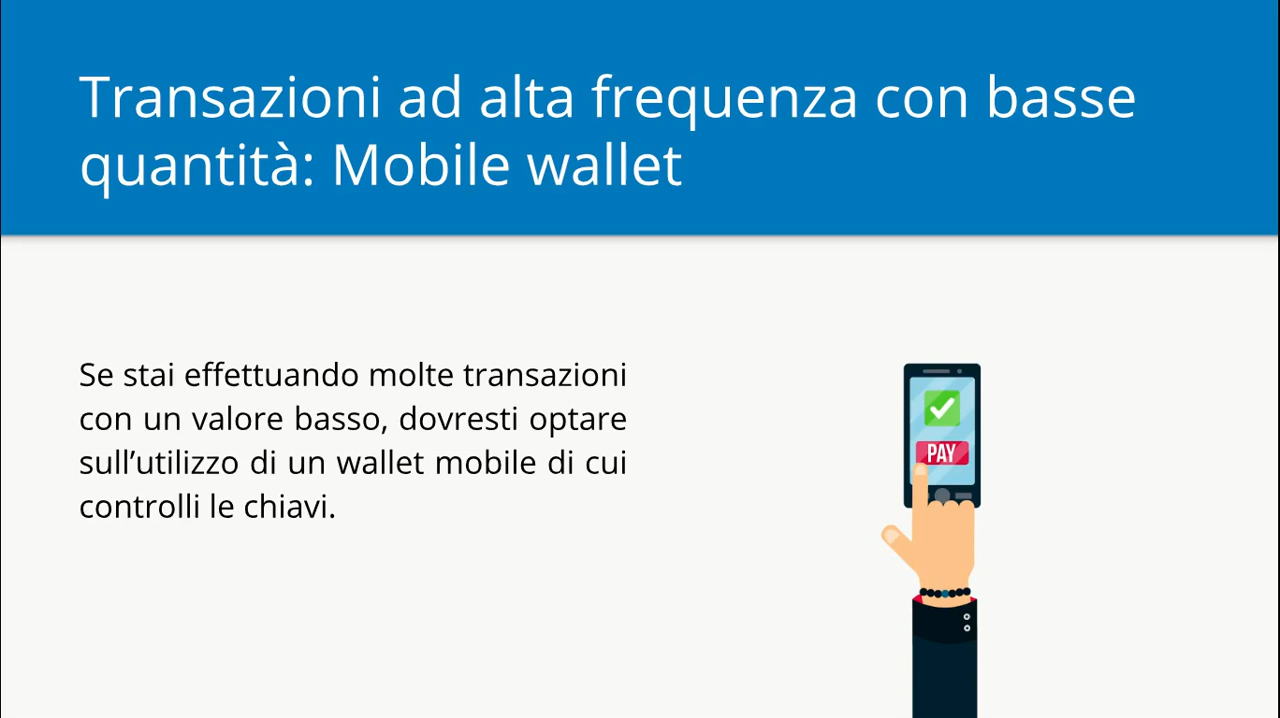 Transazioni ad alta frequenza con basse
quantità: Mobile wallet
Se stai effettuando molte transazioni
con un valore basso, dovresti optare
sull’utilizzo di un wallet mobile di cui
controlli le chiavi.
PAY